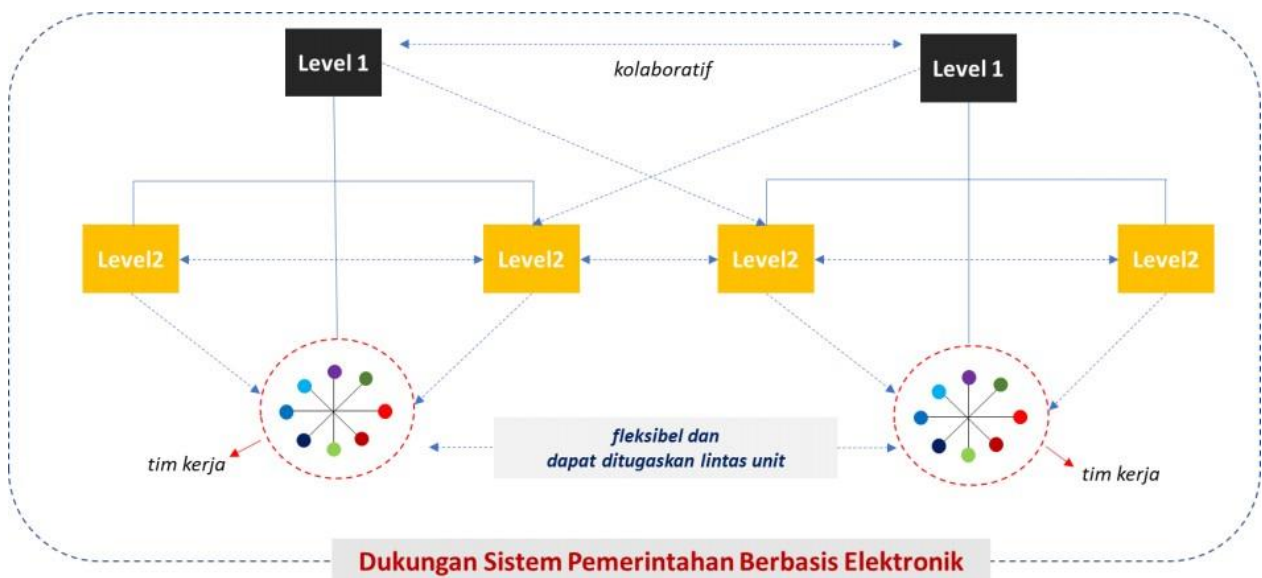 Level 1
Level 1
kolaboratif
Level2
Level2
Level2
Level2
tim kerja
fleksibel dan
dapat ditugaskan lintas unit
tim kerja
Dukungan Sistem Pemerintahan Berbasis Elektronik